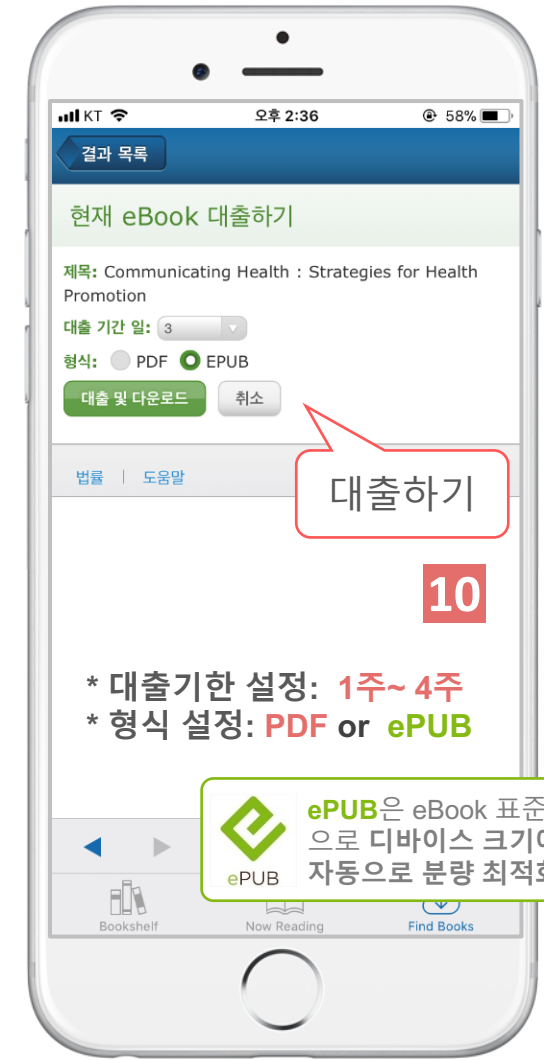 KT 오후 2:36 58%
결과 목록
현재 eBook 대출하기
제목: Communicating Health : Strategies for Health
Promotion
대출 기간 일: 3
형식: PDF EPUB
대출 및 다운로드 취소
법률 | 도움말
대출하기
10
* 대출기한 설정: 1주~ 4주
* 형식 설정: PDF or ePUB
ePUB은 eBook 표준
으로 디바이스 크기에
자동으로 분량 최적화
ePUB
Bookshelf Now Reading Find Books